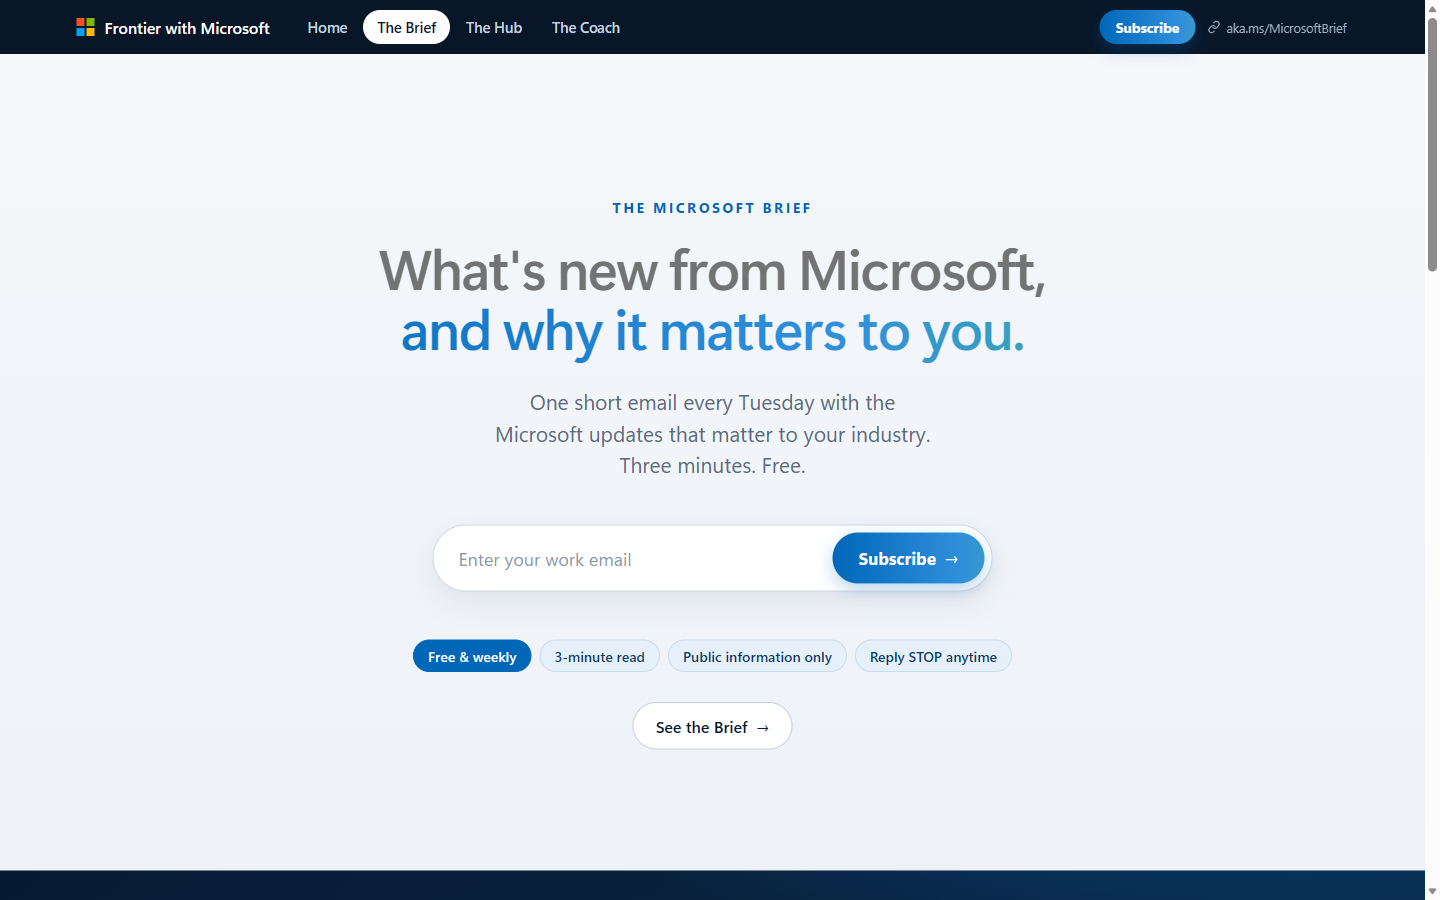 Frontier with Microsoft
Home
The Brief
The Hub
The Coach
Subscribe
aka.ms/MicrosoftBrief
THE MICROSOFT BRIEF
What's new from Microsoft,
and why it matters to you.
One short email every Tuesday with the
Microsoft updates that matter to your industry.
Three minutes. Free.
Enter your work email
Subscribe →
Free & weekly
3-minute read
Public information only
Reply STOP anytime
See the Brief →